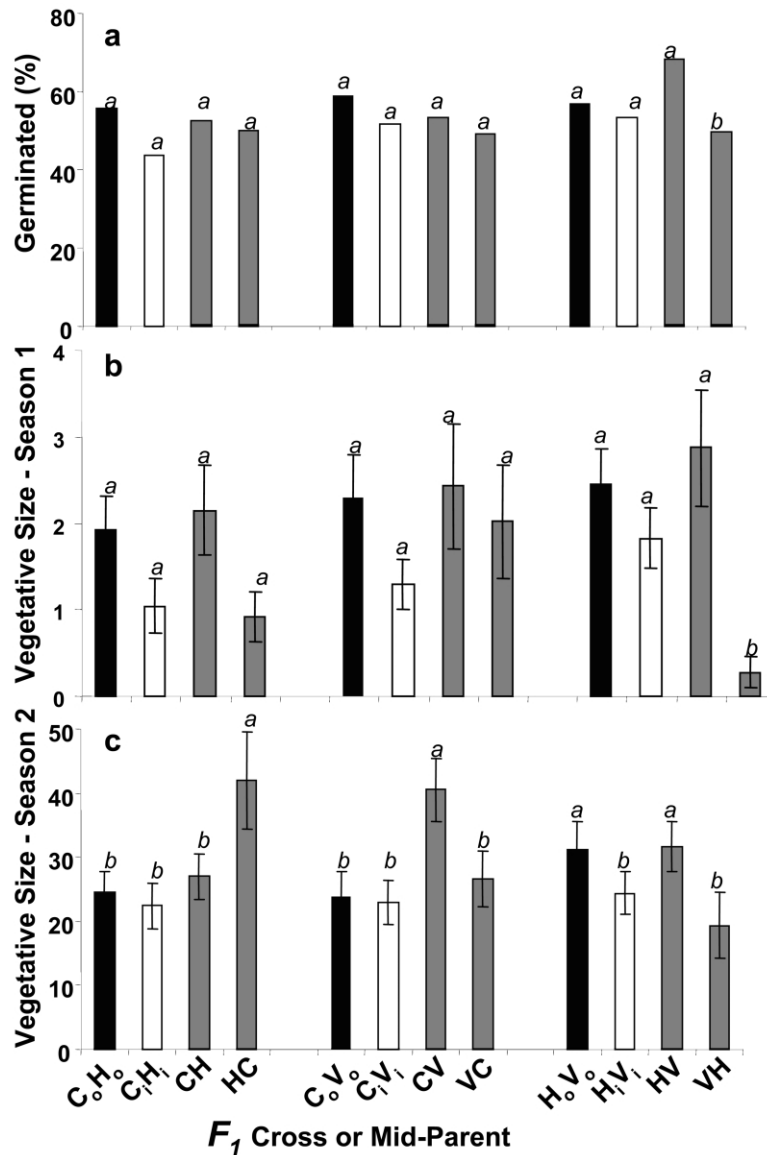 a
Germinated (%)
80
60
40
20
0
a a a a
a a a a
a a a b
b
Vegetative Size - Season 1
4
3
2
1
0
a a a a
a a a a
a a a b
c
Vegetative Size - Season 2
50
40
30
20
10
0
b b b a
b b a b
a b a b
CₒHₒ CᵢHᵢ CH HC CₒVₒ CᵢVᵢ CV VC HₒVₒ HᵢVᵢ HV VH
F₁ Cross or Mid-Parent